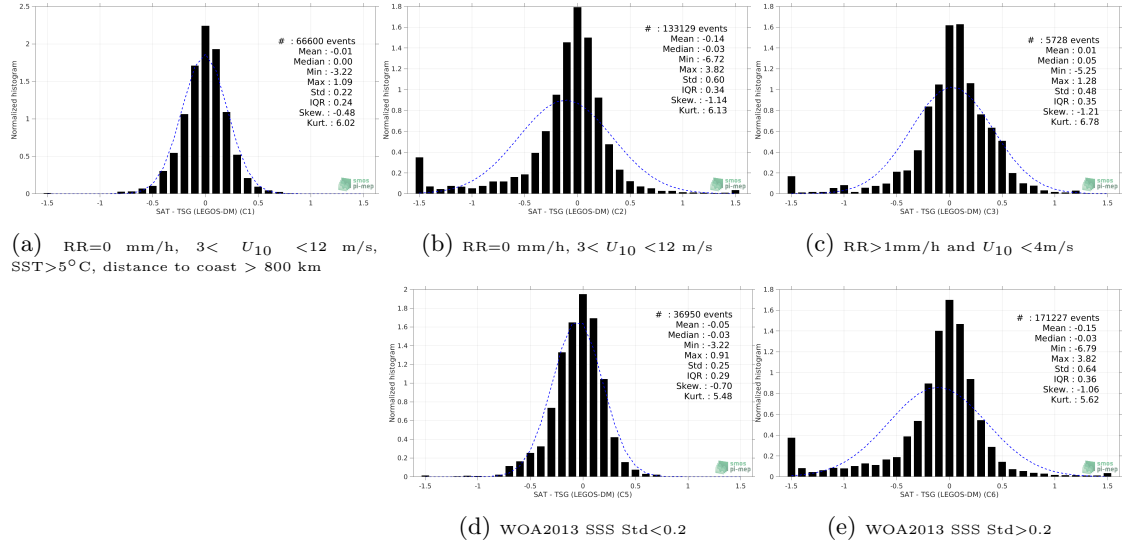 2.5
2
1.5
1
0.5
0
Normalized histogram
# : 66600 events
Mean : -0.01
Median : 0.00
Min : -3.22
Max : 1.09
Std : 0.22
IQR : 0.24
Skew. : -0.48
Kurt. : 6.02
smos
pi-mep
-1.5 -1 -0.5 0 0.5 1 1.5
SAT - TSG (LEGOS-DM) (C1)
(a) RR=0 mm/h, 3< U10 <12 m/s,
SST>5°C, distance to coast > 800 km
1.8
1.6
1.4
1.2
1
0.8
0.6
0.4
0.2
0
Normalized histogram
# : 133129 events
Mean : -0.14
Median : -0.03
Min : -6.72
Max : 3.82
Std : 0.60
IQR : 0.34
Skew. : -1.14
Kurt. : 6.13
smos
pi-mep
-1.5 -1 -0.5 0 0.5 1 1.5
SAT - TSG (LEGOS-DM) (C2)
(b) RR=0 mm/h, 3< U10 <12 m/s
1.8
1.6
1.4
1.2
1
0.8
0.6
0.4
0.2
0
Normalized histogram
# : 5728 events
Mean : 0.01
Median : 0.05
Min : -5.25
Max : 1.28
Std : 0.48
IQR : 0.35
Skew. : -1.21
Kurt. : 6.78
smos
pi-mep
-1.5 -1 -0.5 0 0.5 1 1.5
SAT - TSG (LEGOS-DM) (C3)
(c) RR>1mm/h and U10 <4m/s
2
1.8
1.6
1.4
1.2
1
0.8
0.6
0.4
0.2
0
Normalized histogram
# : 36950 events
Mean : -0.05
Median : -0.03
Min : -3.22
Max : 0.91
Std : 0.25
IQR : 0.29
Skew. : -0.70
Kurt. : 5.48
smos
pi-mep
-1.5 -1 -0.5 0 0.5 1 1.5
SAT - TSG (LEGOS-DM) (C5)
(d) WOA2013 SSS Std<0.2
1.8
1.6
1.4
1.2
1
0.8
0.6
0.4
0.2
0
Normalized histogram
# : 171227 events
Mean : -0.15
Median : -0.03
Min : -6.79
Max : 3.82
Std : 0.64
IQR : 0.36
Skew. : -1.06
Kurt. : 5.62
smos
pi-mep
-1.5 -1 -0.5 0 0.5 1 1.5
SAT - TSG (LEGOS-DM) (C6)
(e) WOA2013 SSS Std>0.2